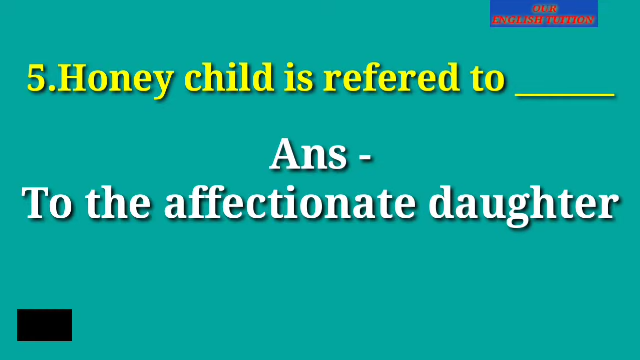 OUR
ENGLISH TUITION
5.Honey child is refered to ______
Ans -
To the affectionate daughter